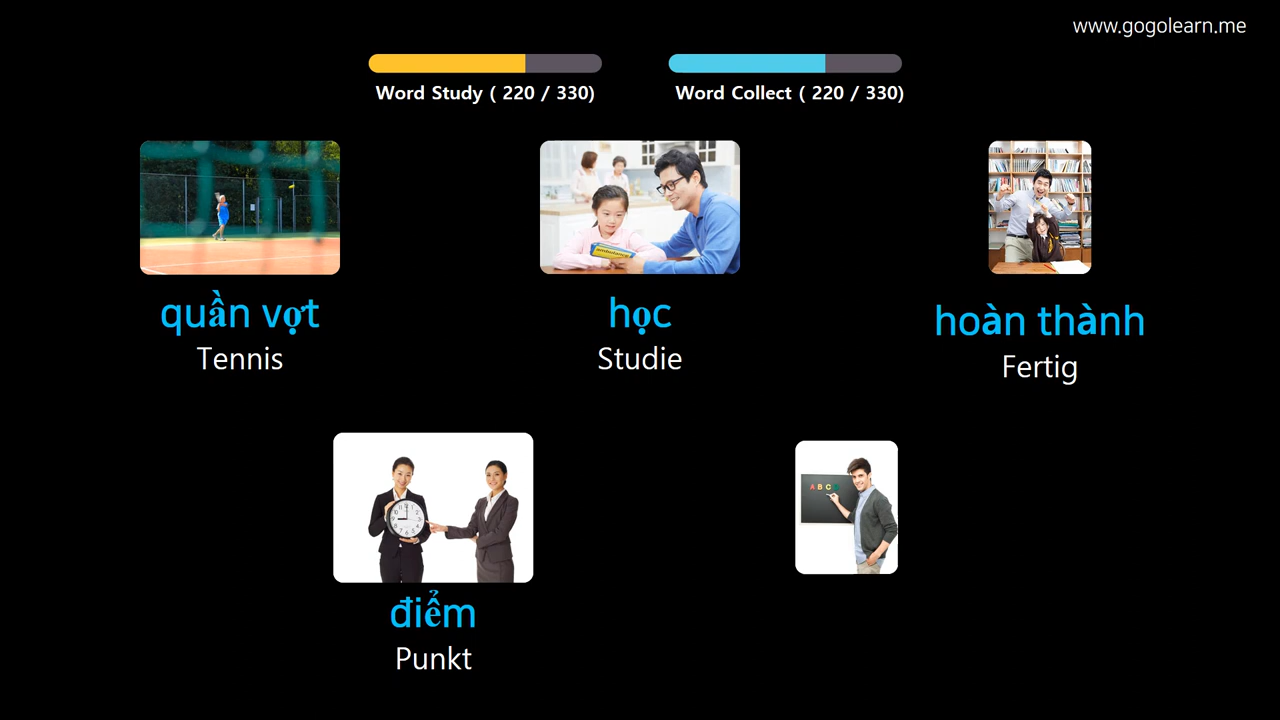 www.gogolearn.me
Word Study ( 220 / 330)
Word Collect ( 220 / 330)
quần vợt
Tennis
học
Studie
hoàn thành
Fertig
A B C
điểm
Punkt